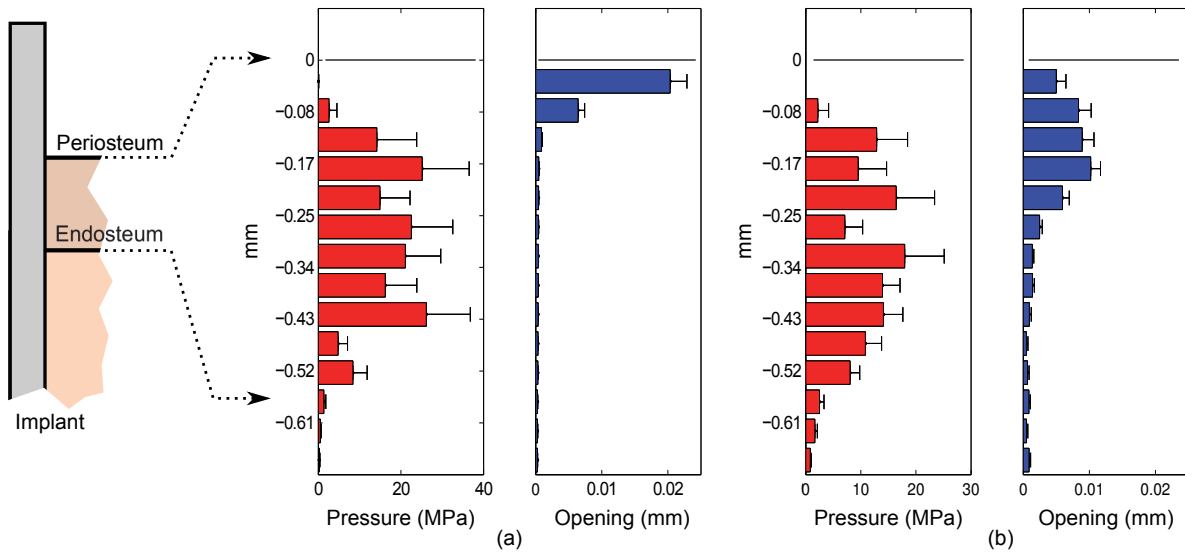 Periosteum
Endosteum
Implant
mm
0
−0.08
−0.17
−0.25
−0.34
−0.43
−0.52
−0.61
0 20 40
Pressure (MPa)
0 0.01 0.02
Opening (mm)
(a)
mm
0
−0.08
−0.17
−0.25
−0.34
−0.43
−0.52
−0.61
0 10 20 30
Pressure (MPa)
0 0.01 0.02
Opening (mm)
(b)